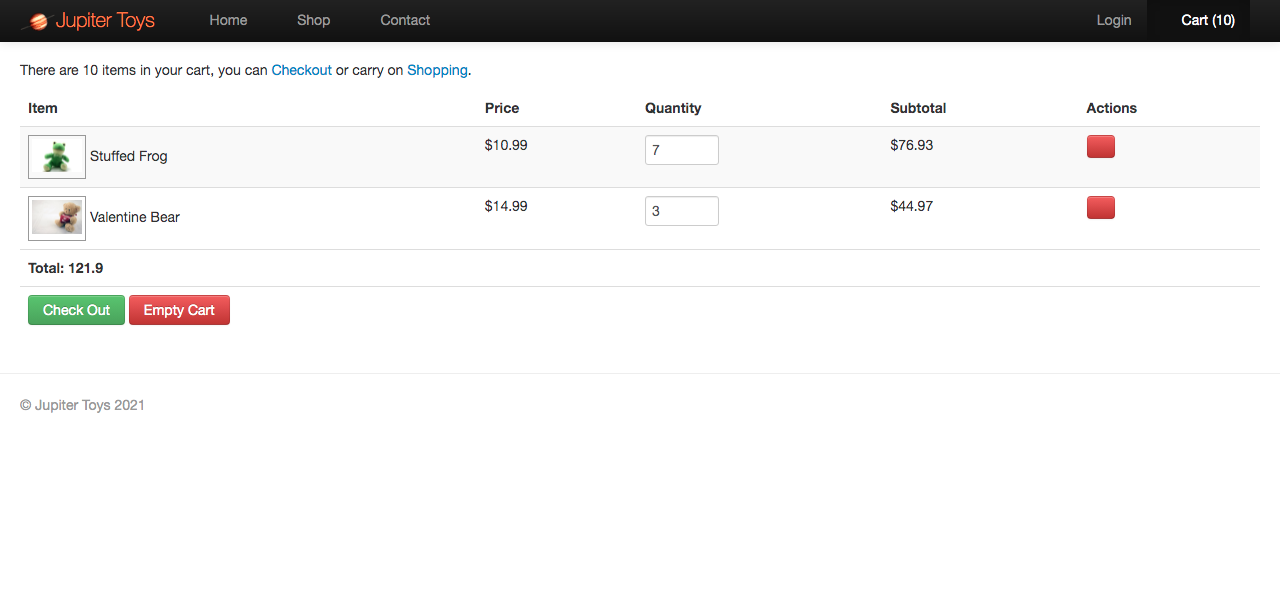 Jupiter Toys Home Shop Contact Login Cart (10)
There are 10 items in your cart, you can Checkout or carry on Shopping.
Item Price Quantity Subtotal Actions
Stuffed Frog $10.99 7 $76.93
Valentine Bear $14.99 3 $44.97
Total: 121.9
Check Out Empty Cart
© Jupiter Toys 2021